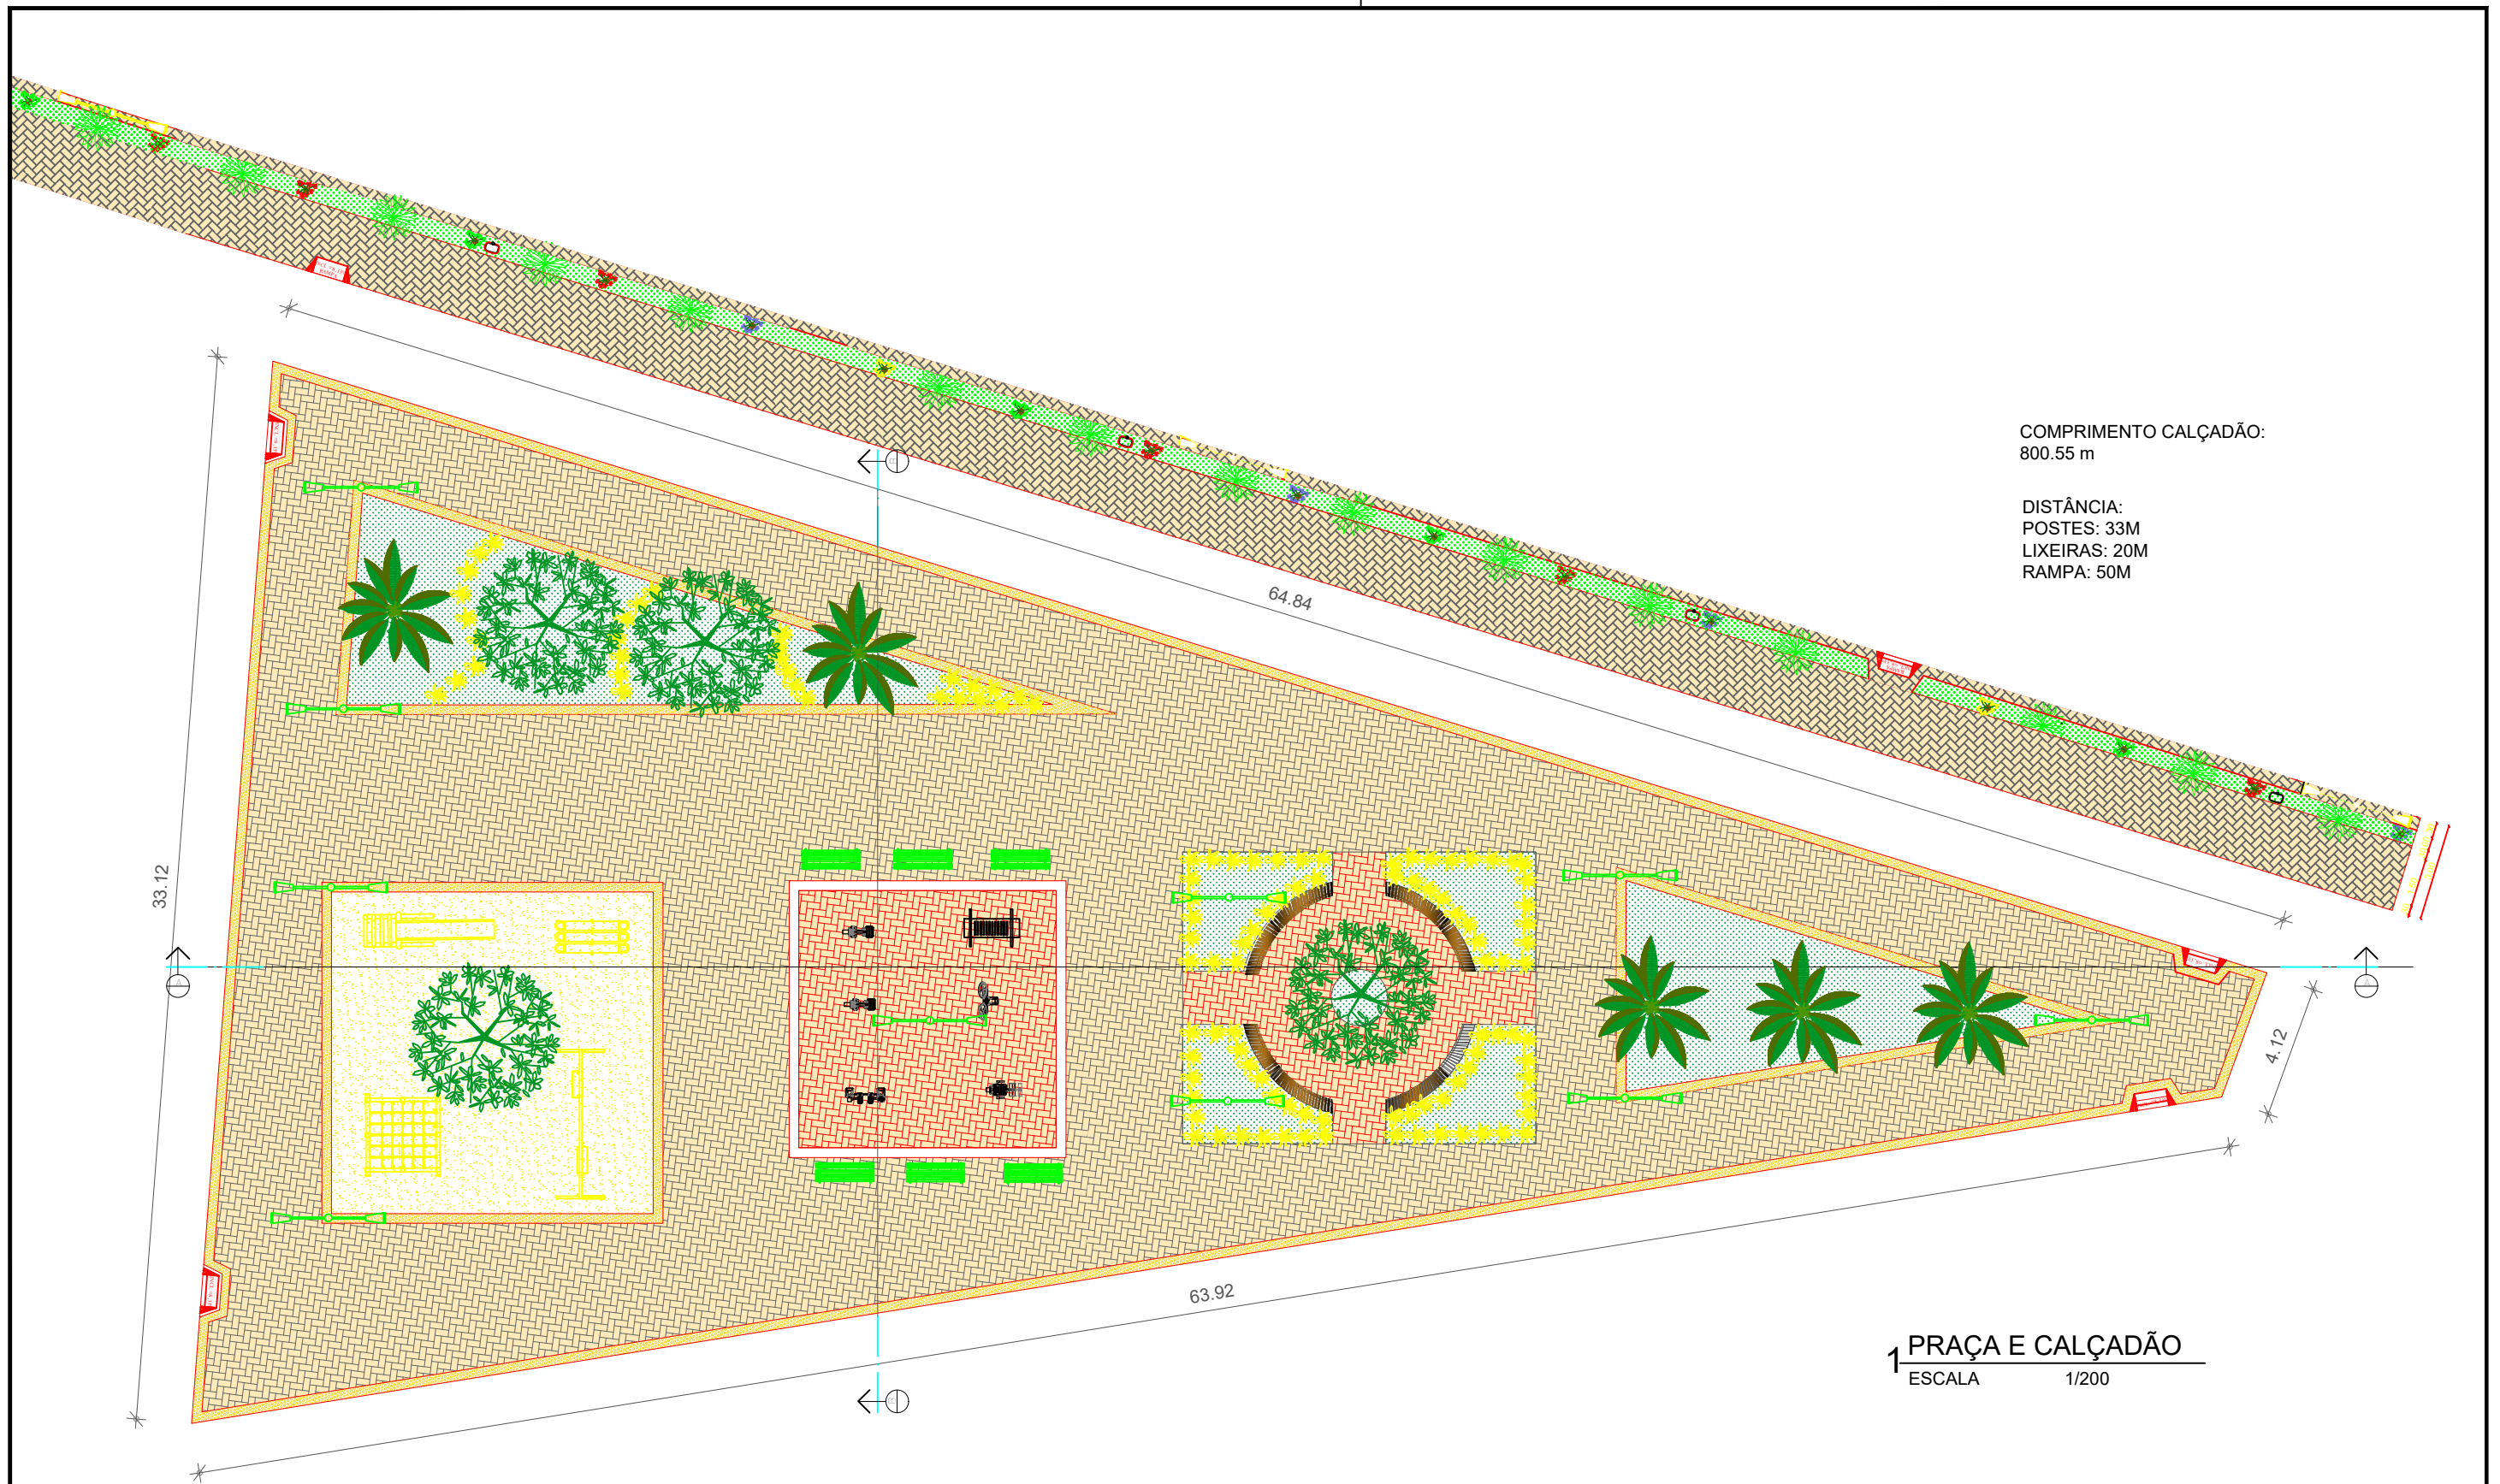 COMPRIMENTO CALÇADÃO:
800.55 m
DISTÂNCIA:
POSTES: 33M
LIXEIRAS: 20M
RAMPA: 50M
64.84
33.12
4.12
63.92
1 PRAÇA E CALÇADÃO
ESCALA 1/200